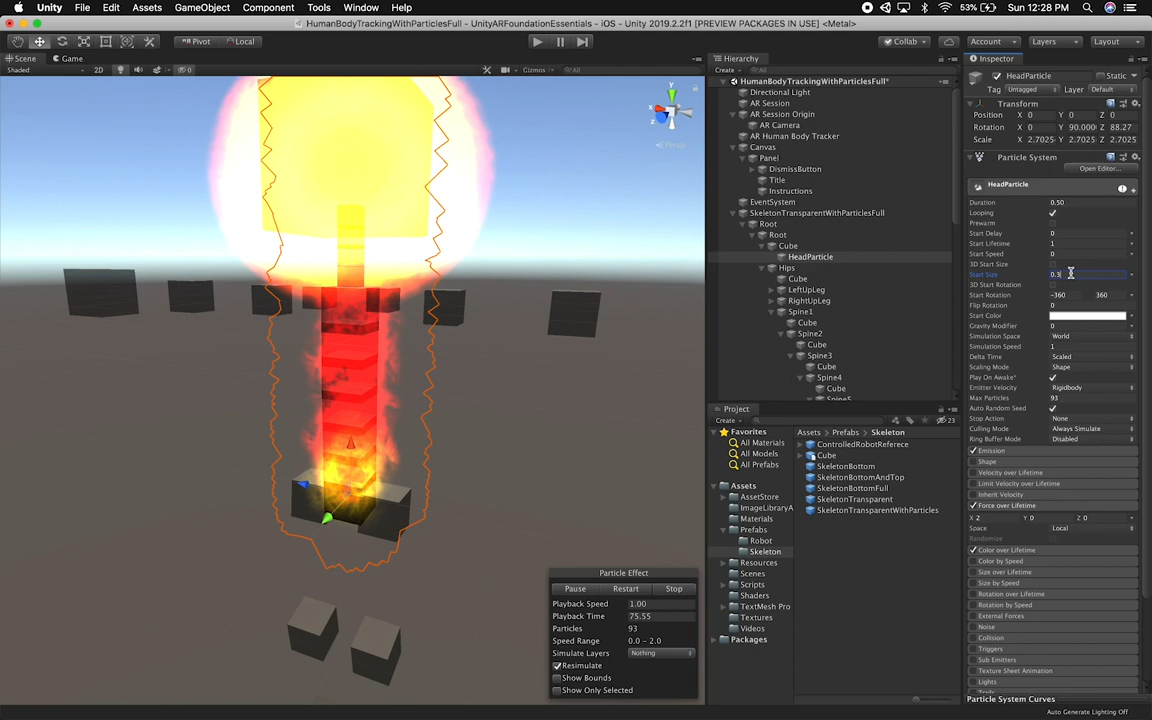 Unity File Edit Assets GameObject Component Window Help 53% Sun 12:28 PM
HumanBodyTrackingWithParticlesFull - UnityARFoundationEssentials - iOS - Unity 2019.2.2f1 [PREVIEW PACKAGES IN USE] <Metal>
Pivot Local Collab Account Layers Layout
Scene Game
Shaded 2D 0 Gizmos All
y x z
Persp
Hierarchy
Create All
HumanBodyTrackingWithParticlesFull*
Directional Light
AR Session
AR Session Origin
AR Camera
AR Human Body Tracker
Canvas
Panel
DismissButton
Title
Instructions
EventSystem
SkeletonTransparentWithParticlesFull
Root
Root
Cube
HeadParticle
Hips
Cube
LeftUpLeg
RightUpLeg
Spine1
Cube
Spine2
Cube
Spine3
Cube
Spine4
Cube
Spine5
Project
Create 23
Favorites
All Materials
All Models
All Prefabs
Assets
AssetStore
ImageLibraryA
Materials
Prefabs
Robot
Skeleton
Resources
Scenes
Scripts
Shaders
TextMesh Pro
Textures
Videos
Packages
Assets Prefabs Skeleton
ControlledRobotReferece
Cube
SkeletonBottom
SkeletonBottomAndTop
SkeletonBottomFull
SkeletonTransparent
SkeletonTransparentWithParticles
Particle Effect
Pause Restart Stop
Playback Speed 1.00
Playback Time 75.55
Particles 93
Speed Range 0.0 - 2.0
Simulate Layers Nothing
Resimulate
Show Bounds
Show Only Selected
Inspector
HeadParticle Static
Tag Untagged Layer Default
Transform
Position X 0 Y 0 Z 0
Rotation X 0 Y 90.000 Z 88.27
Scale X 2.7025 Y 2.7025 Z 2.7025
Particle System
Open Editor...
HeadParticle
Duration 0.50
Looping
Prewarm
Start Delay 0
Start Lifetime 1
Start Speed 0
3D Start Size
Start Size 0.3
3D Start Rotation
Start Rotation -360 360
Flip Rotation 0
Start Color
Gravity Modifier 0
Simulation Space World
Simulation Speed 1
Delta Time Scaled
Scaling Mode Shape
Play On Awake*
Emitter Velocity Rigidbody
Max Particles 93
Auto Random Seed
Stop Action None
Culling Mode Always Simulate
Ring Buffer Mode Disabled
Emission
Shape
Velocity over Lifetime
Limit Velocity over Lifetime
Inherit Velocity
Force over Lifetime
X 2 Y 0 Z 0
Space Local
Randomize
Color over Lifetime
Color by Speed
Size over Lifetime
Size by Speed
Rotation over Lifetime
Rotation by Speed
External Forces
Noise
Collision
Triggers
Sub Emitters
Texture Sheet Animation
Lights
Trails
Particle System Curves
Auto Generate Lighting Off